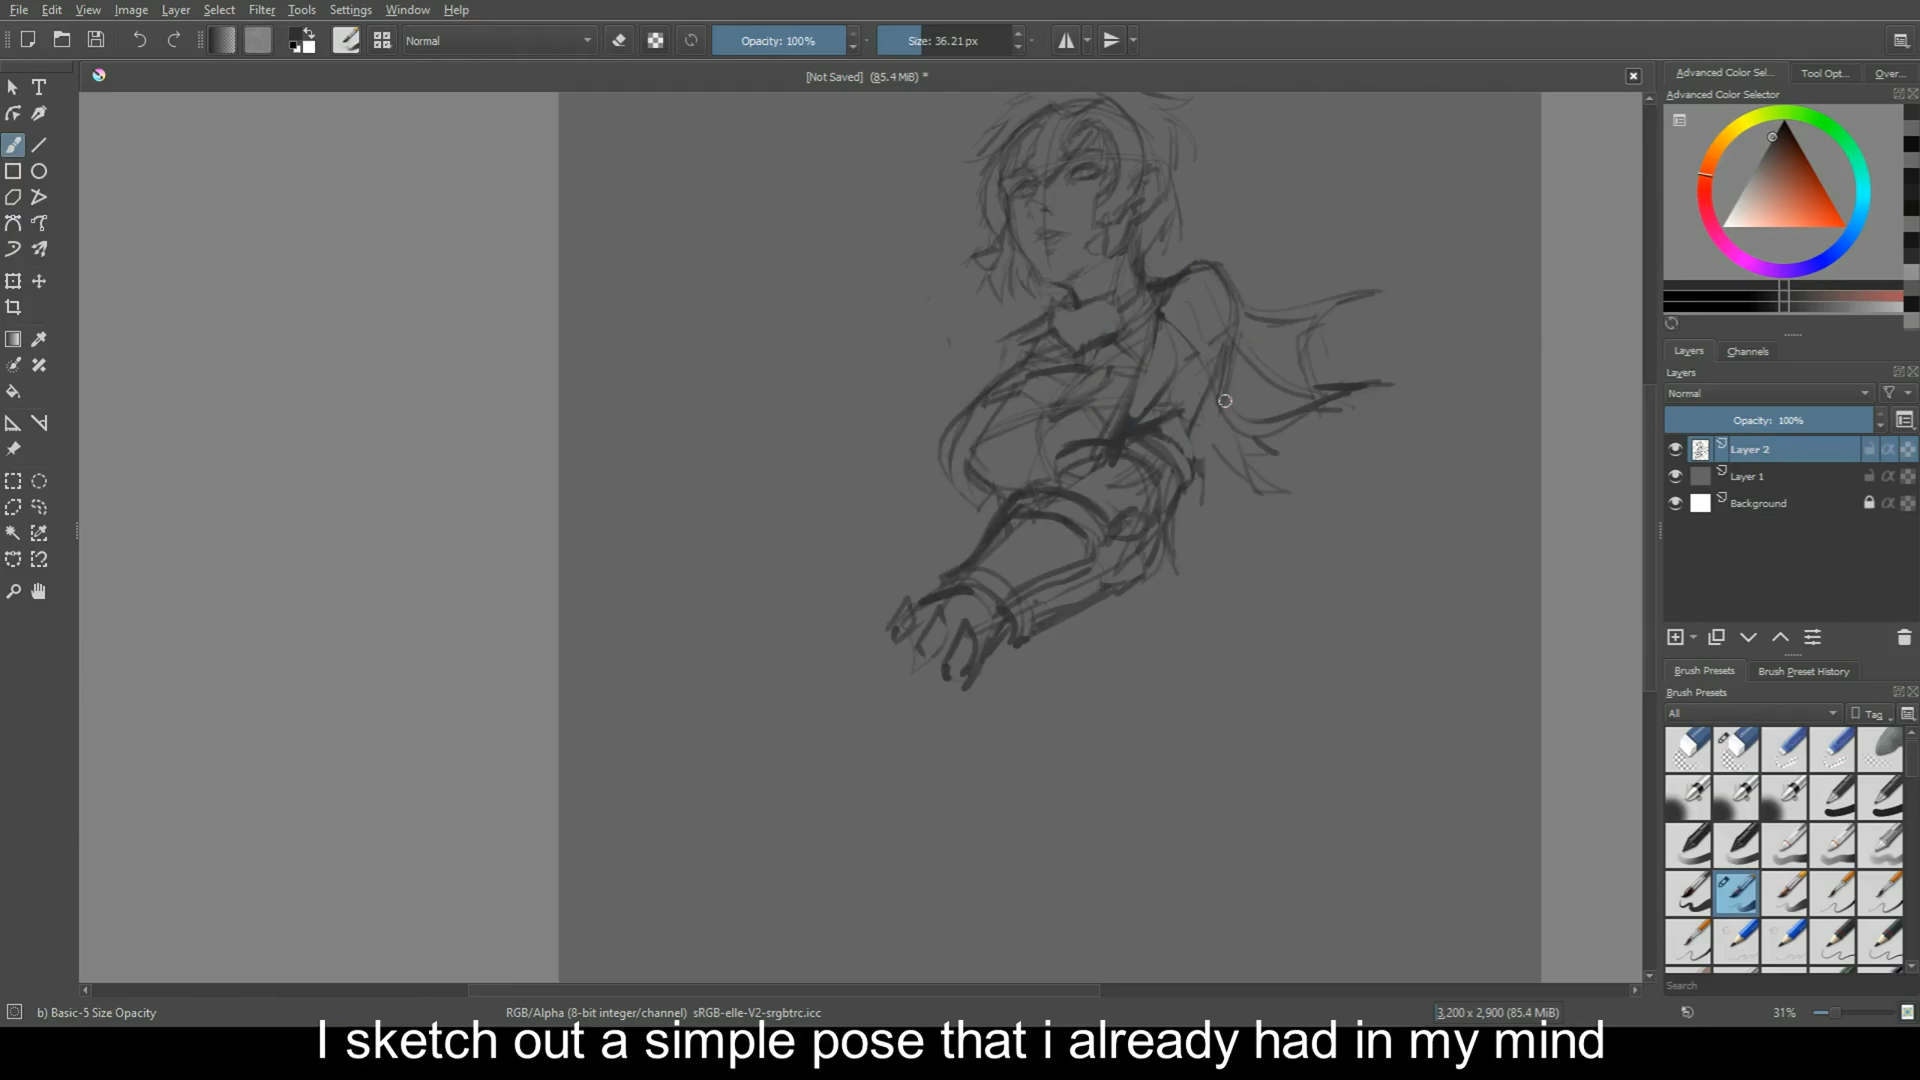 File Edit View Image Layer Select Filter Tools Settings Window Help
Normal Opacity: 100% Size: 36.21 px
[Not Saved] (85.4 MiB) *
Advanced Color Sel... Tool Opt... Over...
Advanced Color Selector
Layers Channels
Layers
Normal
Opacity: 100%
Layer 2
Layer 1
Background
Brush Presets Brush Preset History
Brush Presets
All Tag
Search
b) Basic-5 Size Opacity RGB/Alpha (8-bit integer/channel) sRGB-elle-V2-srgbtrc.icc 3,200 x 2,900 (85.4 MiB) 31%
I sketch out a simple pose that i already had in my mind